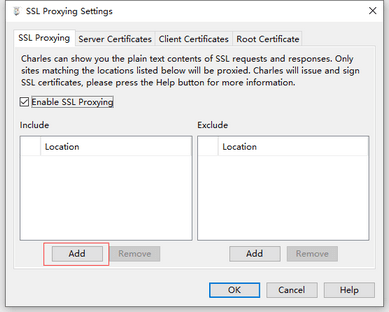 SSL Proxying Settings
SSL Proxying Server Certificates Client Certificates Root Certificate
Charles can show you the plain text contents of SSL requests and responses. Only
sites matching the locations listed below will be proxied. Charles will issue and sign
SSL certificates, please press the Help button for more information.
Enable SSL Proxying
Include Exclude
Location Location
Add Remove Add Remove
OK Cancel Help